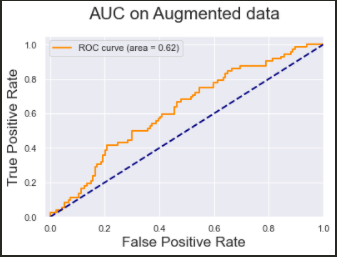 AUC on Augmented data
ROC curve (area = 0.62)
True Positive Rate
1.0
0.8
0.6
0.4
0.2
0.0
0.0 0.2 0.4 0.6 0.8 1.0
False Positive Rate